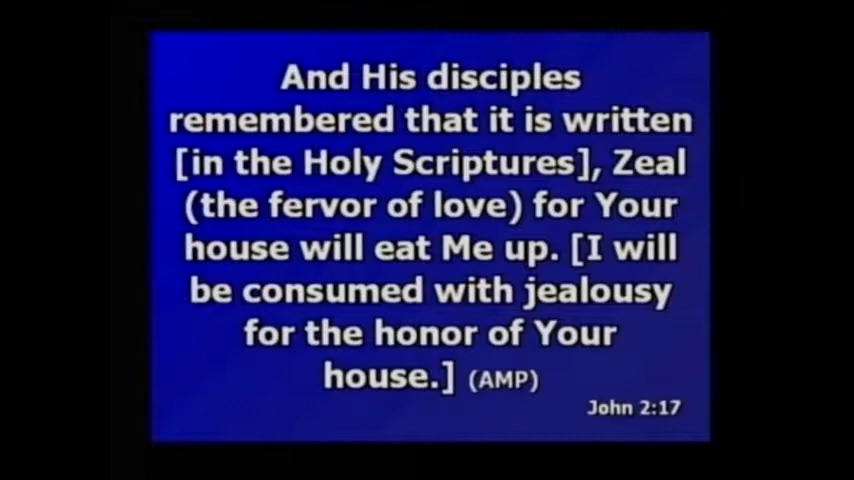 And His disciples
remembered that it is written
[in the Holy Scriptures], Zeal
(the fervor of love) for Your
house will eat Me up. [I will
be consumed with jealousy
for the honor of Your
house.] (AMP)
John 2:17